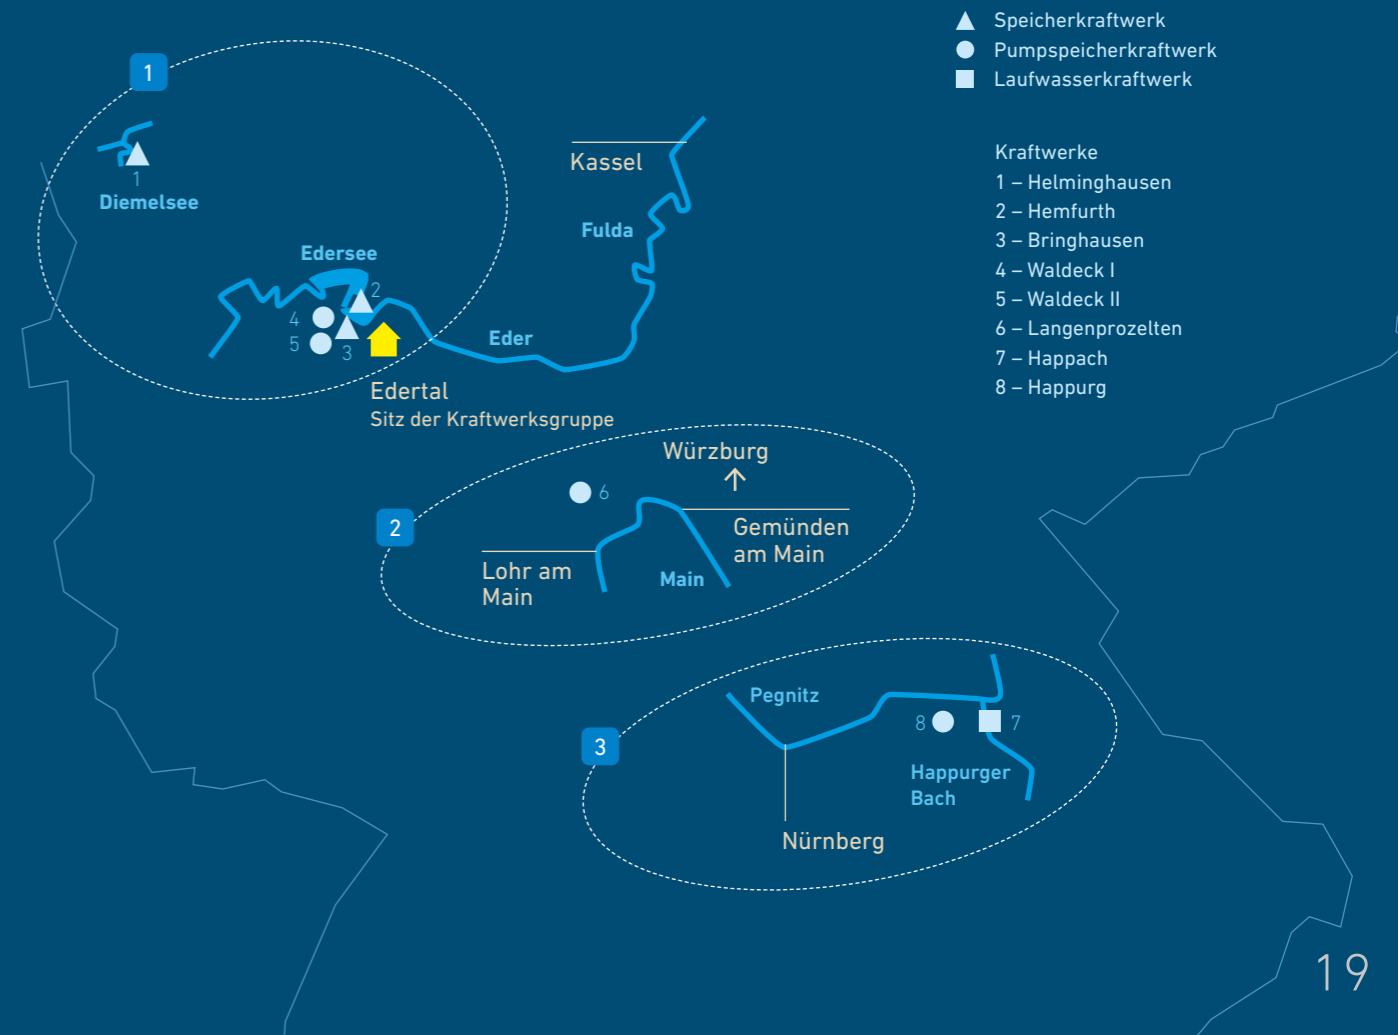 Speicherkraftwerk
Pumpspeicherkraftwerk
Laufwasserkraftwerk
Kraftwerke
1 – Helminghausen
2 – Hemfurth
3 – Bringhausen
4 – Waldeck I
5 – Waldeck II
6 – Langenprozelten
7 – Happach
8 – Happurg
1
1
Diemelsee
Kassel
Fulda
Edersee
2
4
5
3
Eder
Edertal
Sitz der Kraftwerksgruppe
2
Würzburg
6
Gemünden
am Main
Lohr am
Main
Main
3
Pegnitz
8
7
Happurger
Bach
Nürnberg
19